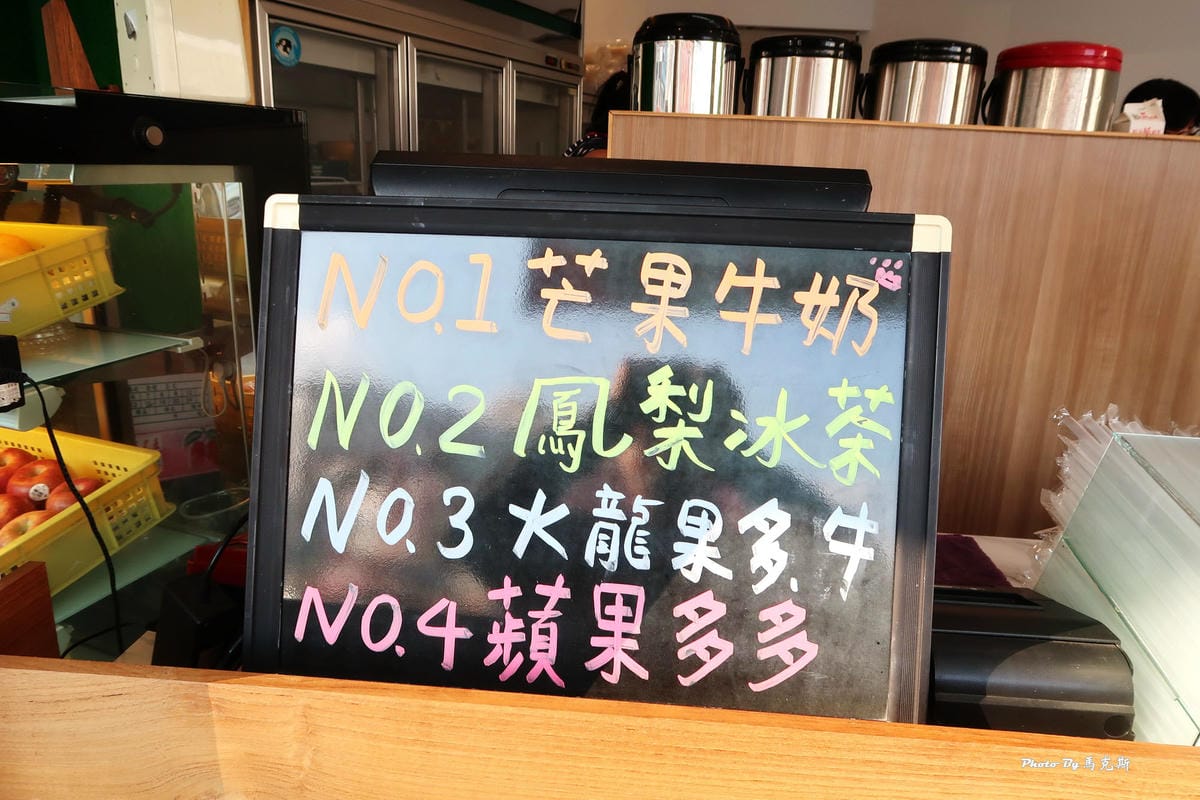 NO.1 芒果牛奶
NO.2 鳳梨冰茶
NO.3 火龍果多.牛
NO.4 蘋果多多
Photo By 馬克斯